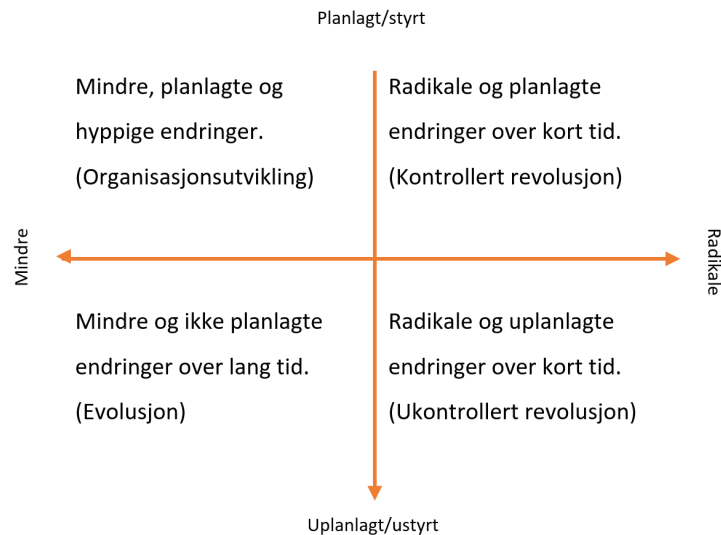 Planlagt/styrt
Mindre, planlagte og
hyppige endringer.
(Organisasjonsutvikling)
Radikale og planlagte
endringer over kort tid.
(Kontrollert revolusjon)
Mindre
Radikale
Mindre og ikke planlagte
endringer over lang tid.
(Evolusjon)
Radikale og uplanlagte
endringer over kort tid.
(Ukontrollert revolusjon)
Uplanlagt/ustyrt